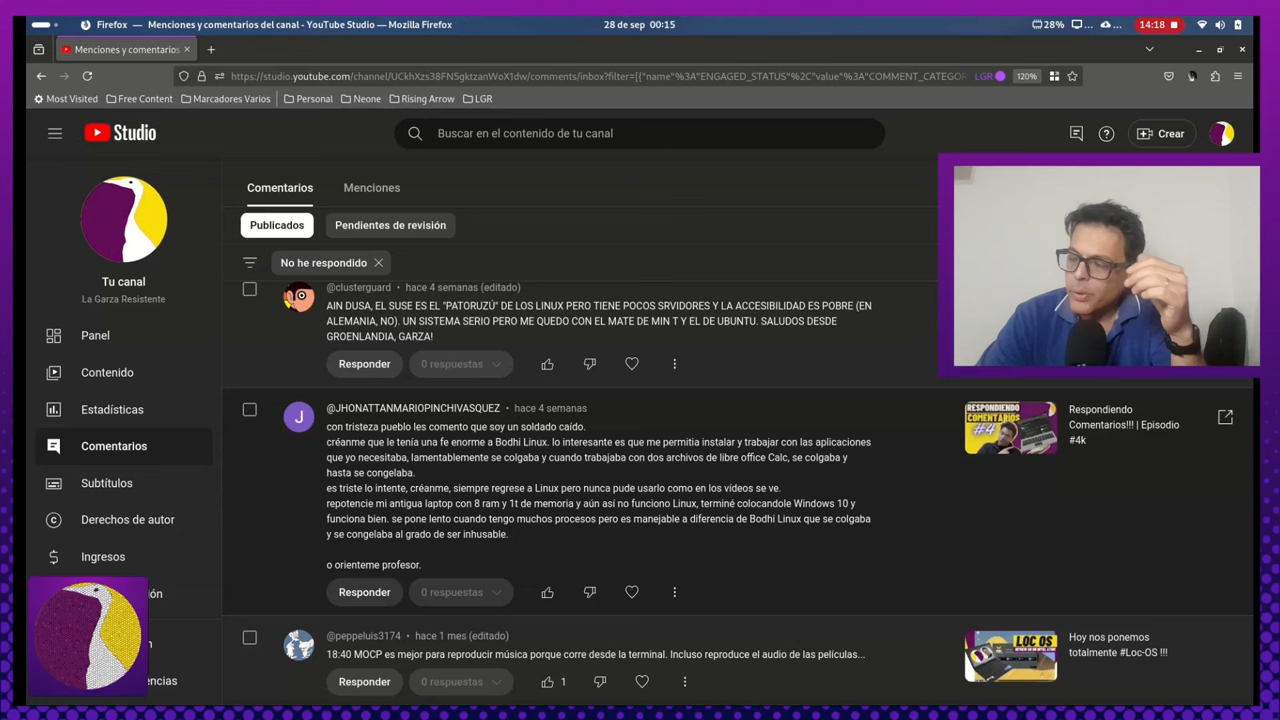 Firefox — Menciones y comentarios del canal - YouTube Studio — Mozilla Firefox
28 de sep 00:15
28%
14:18
Menciones y comentarios
https://studio.youtube.com/channel/UCkhXzs38FN5gktzanWoX1dw/comments/inbox?filter=[{"name"%3A"ENGAGED_STATUS"%2C"value"%3A"COMMENT_CATEGOR
LGR
120%
Most Visited
Free Content
Marcadores Varios
Personal
Neone
Rising Arrow
LGR
Studio
Buscar en el contenido de tu canal
Crear
Comentarios
Menciones
Publicados
Pendientes de revisión
No he respondido
Tu canal
La Garza Resistente
Panel
Contenido
Estadísticas
Comentarios
Subtítulos
Derechos de autor
Ingresos
@clusterguard • hace 4 semanas (editado)
AIN DUSA, EL SUSE ES EL "PATORUZÚ" DE LOS LINUX PERO TIENE POCOS SRVIDORES Y LA ACCESIBILIDAD ES POBRE (EN
ALEMANIA, NO). UN SISTEMA SERIO PERO ME QUEDO CON EL MATE DE MIN T Y EL DE UBUNTU. SALUDOS DESDE
GROENLANDIA, GARZA!
Responder
0 respuestas
J
@JHONATTANMARIOPINCHIVASQUEZ • hace 4 semanas
con tristeza pueblo les comento que soy un soldado caído.
créanme que le tenía una fe enorme a Bodhi Linux. lo interesante es que me permitia instalar y trabajar con las aplicaciones
que yo necesitaba, lamentablemente se colgaba y cuando trabajaba con dos archivos de libre office Calc, se colgaba y
hasta se congelaba.
es triste lo intente, créanme, siempre regrese a Linux pero nunca pude usarlo como en los vídeos se ve.
repotencie mi antigua laptop con 8 ram y 1t de memoria y aún así no funciono Linux, terminé colocandole Windows 10 y
funciona bien. se pone lento cuando tengo muchos procesos pero es manejable a diferencia de Bodhi Linux que se colgaba
y se congelaba al grado de ser inhusable.
o orienteme profesor.
Responder
0 respuestas
RESPONDIENDO
COMENTARIOS
#4
Respondiendo
Comentarios!!! | Episodio
#4k
@peppeluis3174 • hace 1 mes (editado)
18:40 MOCP es mejor para reproducir música porque corre desde la terminal. Incluso reproduce el audio de las películas...
Responder
0 respuestas
1
LOC OS
Hoy nos ponemos
totalmente #Loc-OS !!!
ión
n
encias